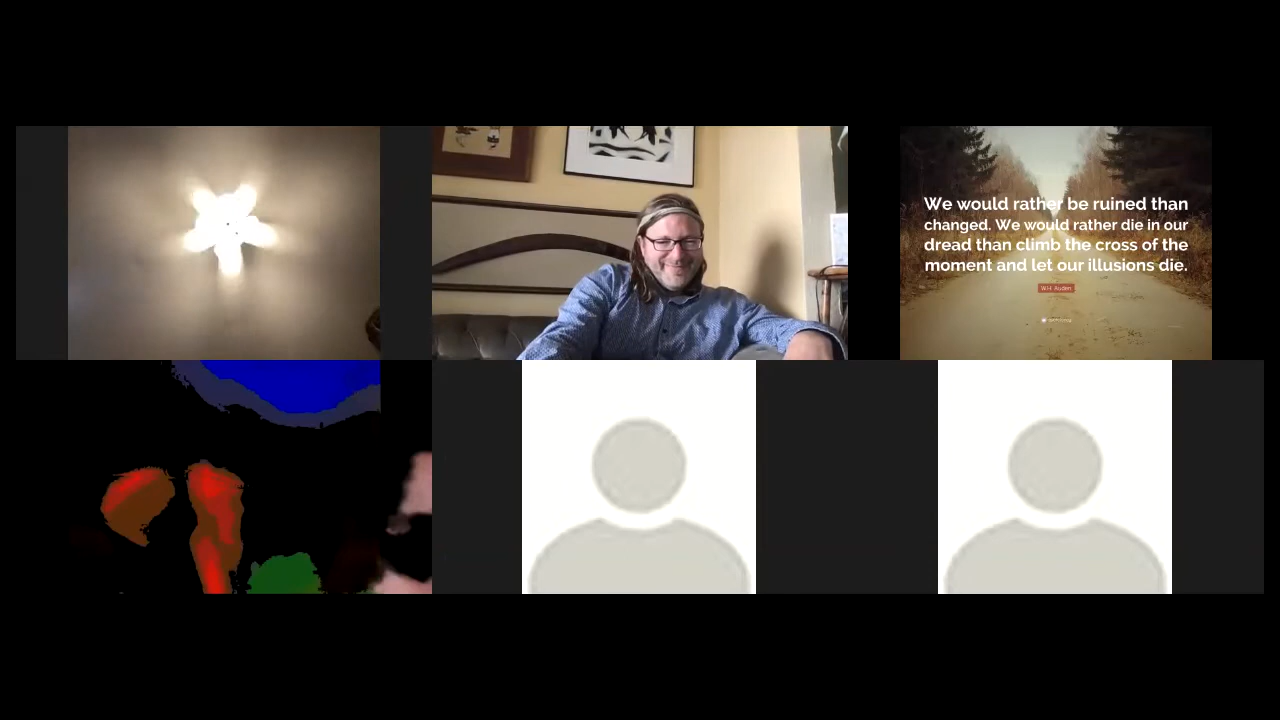 We would rather be ruined than
changed. We would rather die in our
dread than climb the cross of the
moment and let our illusions die.
W.H. Auden